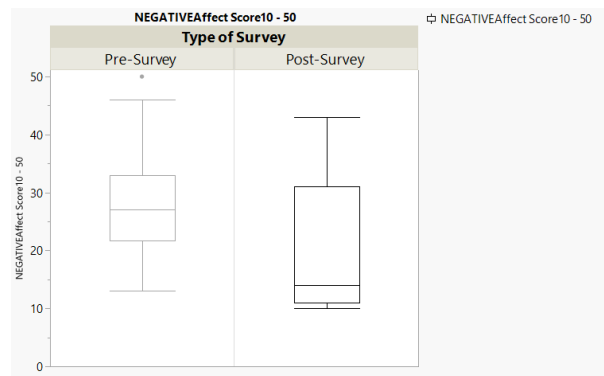 NEGATIVEAffect Score10 - 50
NEGATIVEAffect Score10 - 50
Type of Survey
Pre-Survey Post-Survey
NEGATIVEAffect Score10 - 50
50
40
30
20
10
0